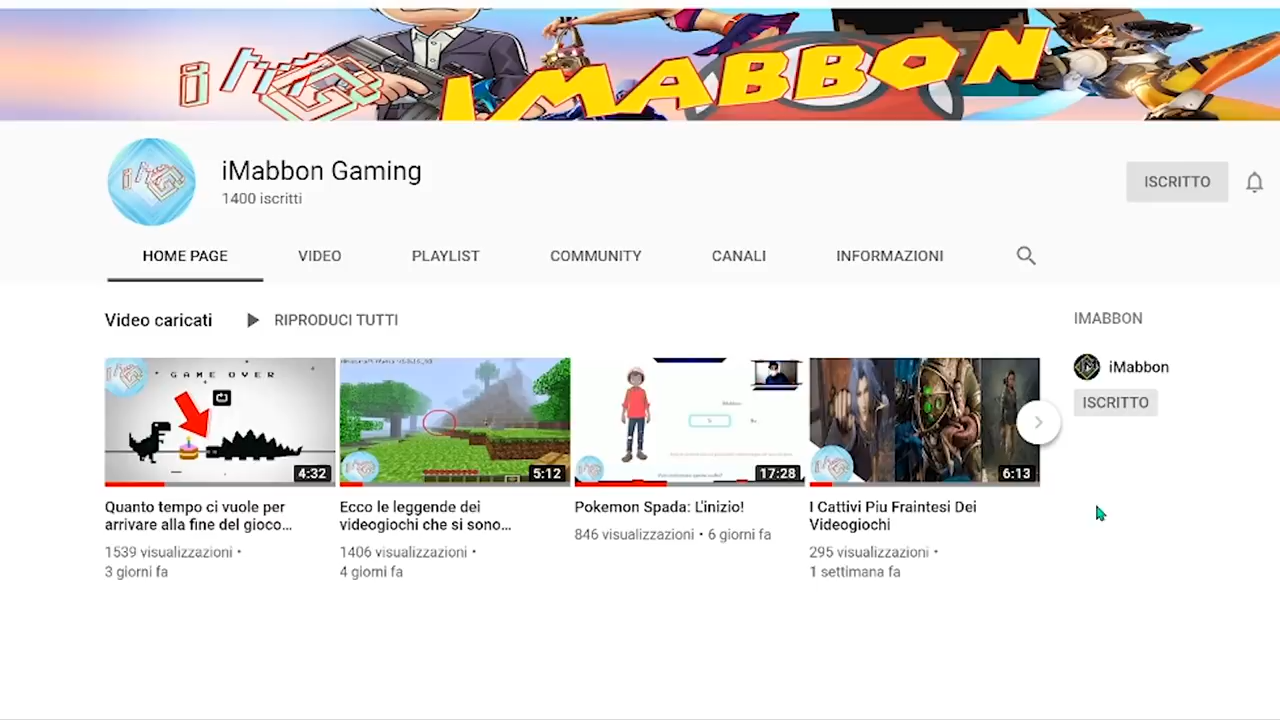 iMG
iMABBON
iMabbon Gaming
1400 iscritti
ISCRITTO
HOME PAGE
VIDEO
PLAYLIST
COMMUNITY
CANALI
INFORMAZIONI
Video caricati
RIPRODUCI TUTTI
IMABBON
iMabbon
ISCRITTO
GAME OVER
4:32
5:12
17:28
6:13
Quanto tempo ci vuole per
arrivare alla fine del gioco...
1539 visualizzazioni •
3 giorni fa
Ecco le leggende dei
videogiochi che si sono...
1406 visualizzazioni •
4 giorni fa
Pokemon Spada: L'inizio!
846 visualizzazioni • 6 giorni fa
I Cattivi Piu Fraintesi Dei
Videogiochi
295 visualizzazioni •
1 settimana fa